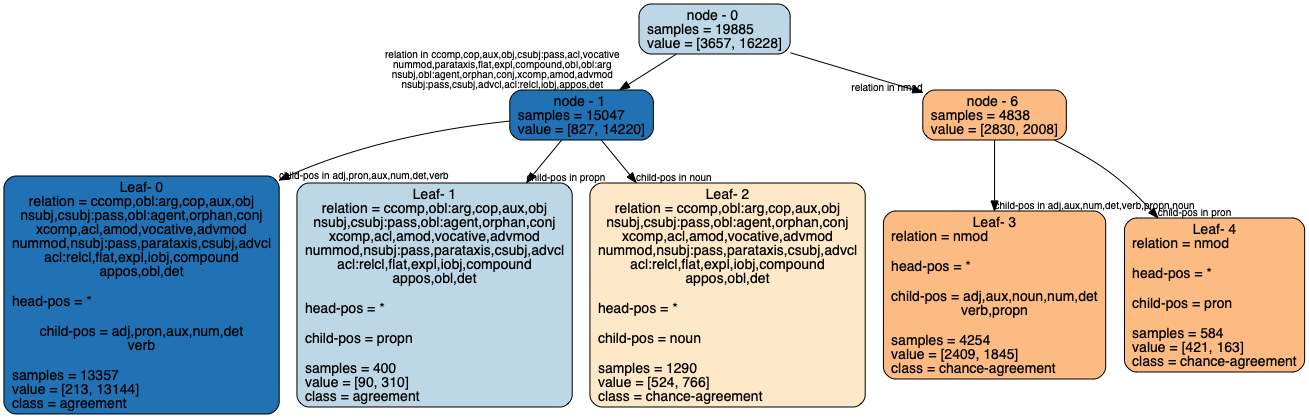 node - 0
samples = 19885
value = [3657, 16228]
relation in ccomp,cop,aux,obj,csubj:pass,acl,vocative
nummod,parataxis,flat,expl,compound,obl,obl:arg
nsubj,obl:agent,orphan,conj,xcomp,amod,advmod
nsubj:pass,csubj,advcl,acl:relcl,iobj,appos,det
relation in nmod
node - 1
samples = 15047
value = [827, 14220]
node - 6
samples = 4838
value = [2830, 2008]
child-pos in adj,pron,aux,num,det,verb
child-pos in propn
child-pos in noun
child-pos in adj,aux,num,det,verb,propn,noun
child-pos in pron
Leaf- 0
relation = ccomp,obl:arg,cop,aux,obj
nsubj,csubj:pass,obl:agent,orphan,conj
xcomp,acl,amod,vocative,advmod
nummod,nsubj:pass,parataxis,csubj,advcl
acl:relcl,flat,expl,iobj,compound
appos,obl,det
head-pos = *
child-pos = adj,pron,aux,num,det
verb
samples = 13357
value = [213, 13144]
class = agreement
Leaf- 1
relation = ccomp,obl:arg,cop,aux,obj
nsubj,csubj:pass,obl:agent,orphan,conj
xcomp,acl,amod,vocative,advmod
nummod,nsubj:pass,parataxis,csubj,advcl
acl:relcl,flat,expl,iobj,compound
appos,obl,det
head-pos = *
child-pos = propn
samples = 400
value = [90, 310]
class = agreement
Leaf- 2
relation = ccomp,obl:arg,cop,aux,obj
nsubj,csubj:pass,obl:agent,orphan,conj
xcomp,acl,amod,vocative,advmod
nummod,nsubj:pass,parataxis,csubj,advcl
acl:relcl,flat,expl,iobj,compound
appos,obl,det
head-pos = *
child-pos = noun
samples = 1290
value = [524, 766]
class = chance-agreement
Leaf- 3
relation = nmod
head-pos = *
child-pos = adj,aux,noun,num,det
verb,propn
samples = 4254
value = [2409, 1845]
class = chance-agreement
Leaf- 4
relation = nmod
head-pos = *
child-pos = pron
samples = 584
value = [421, 163]
class = chance-agreement